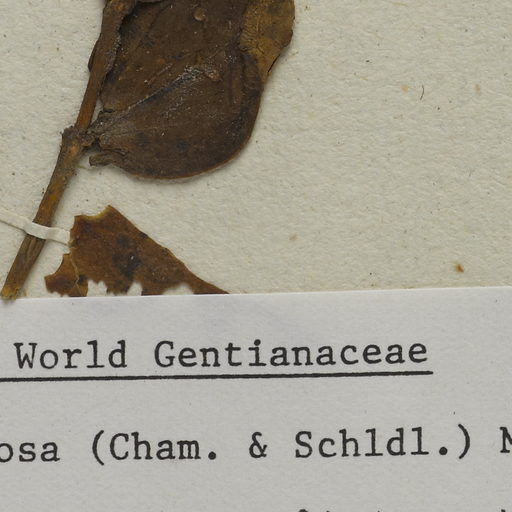 World Gentianaceae
osa (Cham. & Schldl.)